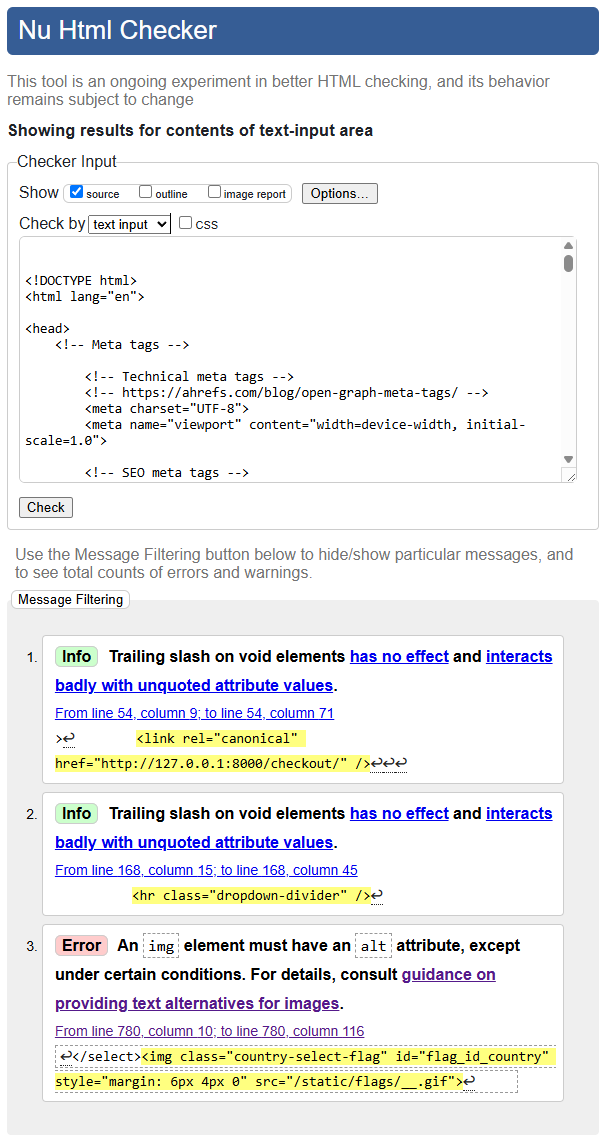 Nu Html Checker
This tool is an ongoing experiment in better HTML checking, and its behavior
remains subject to change
Showing results for contents of text-input area
Checker Input
Show source outline image report Options...
Check by text input css
<!DOCTYPE html>
<html lang="en">
<head>
<!-- Meta tags -->
<!-- Technical meta tags -->
<!-- https://ahrefs.com/blog/open-graph-meta-tags/ -->
<meta charset="UTF-8">
<meta name="viewport" content="width=device-width, initial-
scale=1.0">
<!-- SEO meta tags -->
Check
Use the Message Filtering button below to hide/show particular messages, and
to see total counts of errors and warnings.
Message Filtering
1. Info Trailing slash on void elements has no effect and interacts
badly with unquoted attribute values.
From line 54, column 9; to line 54, column 71
>↩ <link rel="canonical"
href="http://127.0.0.1:8000/checkout/" />↩↩↩
2. Info Trailing slash on void elements has no effect and interacts
badly with unquoted attribute values.
From line 168, column 15; to line 168, column 45
<hr class="dropdown-divider" />↩
3. Error An img element must have an alt attribute, except
under certain conditions. For details, consult guidance on
providing text alternatives for images.
From line 780, column 10; to line 780, column 116
↩</select><img class="country-select-flag" id="flag_id_country"
style="margin: 6px 4px 0" src="/static/flags/__.gif">↩